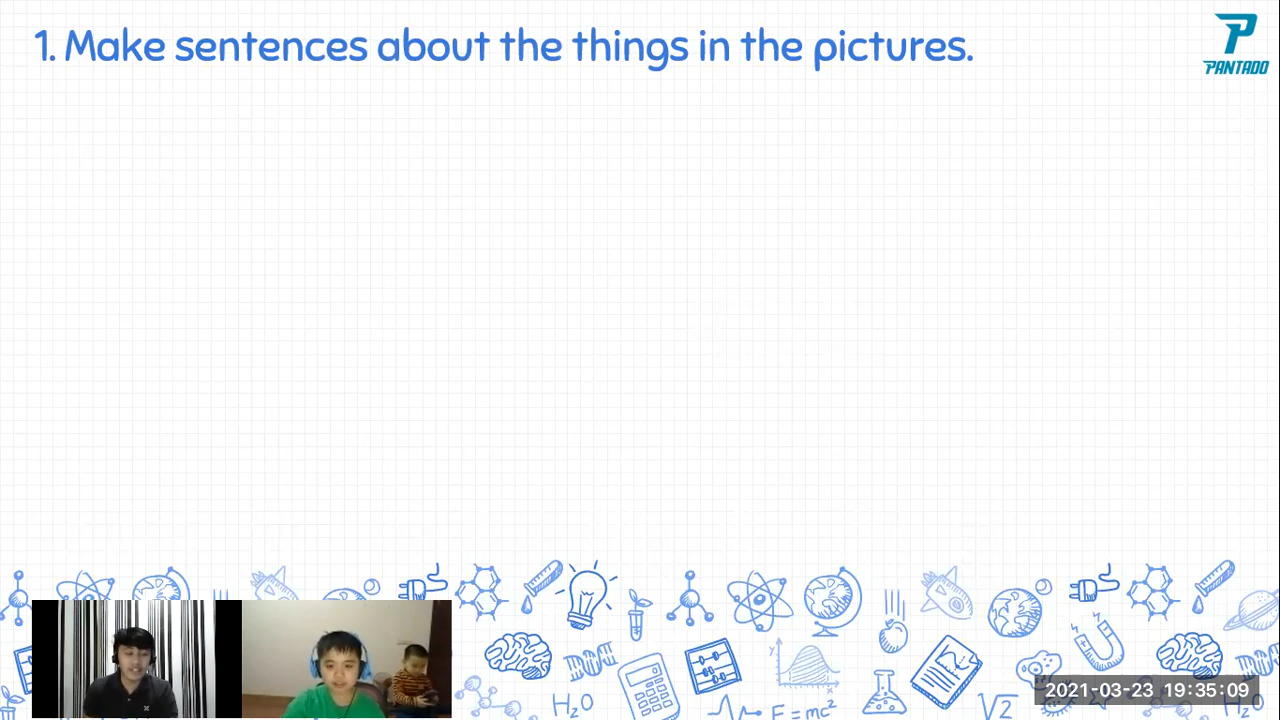 1. Make sentences about the things in the pictures.
PANTADO
y
x
H₂O
E=mc²
√2
2021-03-23 19:35:09
H₂O